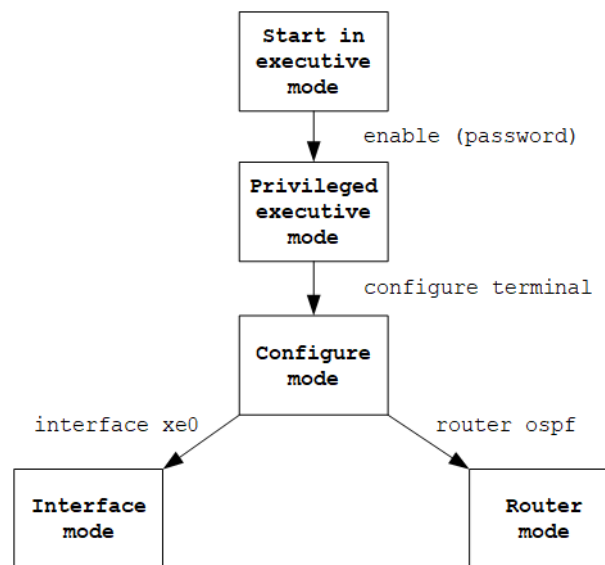 Start in
executive
mode
enable (password)
Privileged
executive
mode
configure terminal
Configure
mode
interface xe0
router ospf
Interface
mode
Router
mode